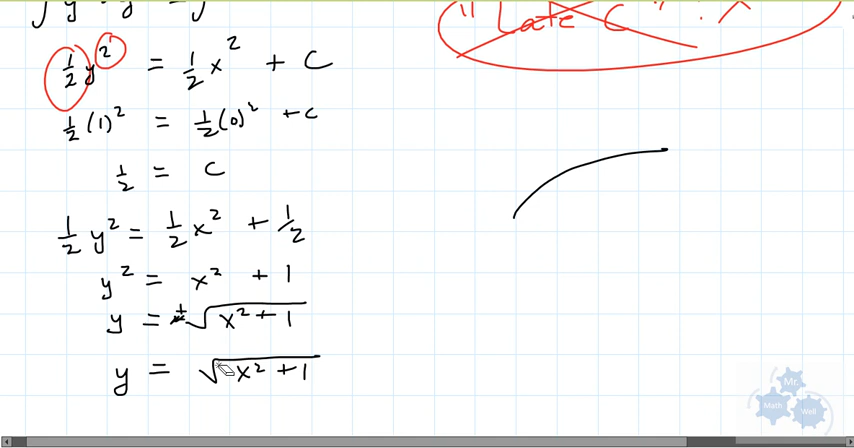 "Late C"
½y² = ½x² + C
½(1)² = ½(0)² + C
½ = C
½y² = ½x² + ½
y² = x² + 1
y = ±√(x² + 1)
y = √(x² + 1)
Mr.
Math
Well